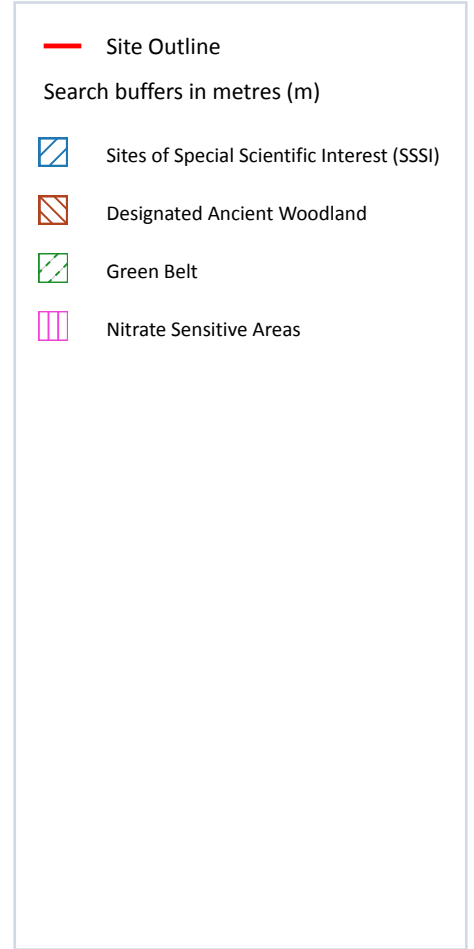 Site Outline
Search buffers in metres (m)
Sites of Special Scientific Interest (SSSI)
Designated Ancient Woodland
Green Belt
Nitrate Sensitive Areas